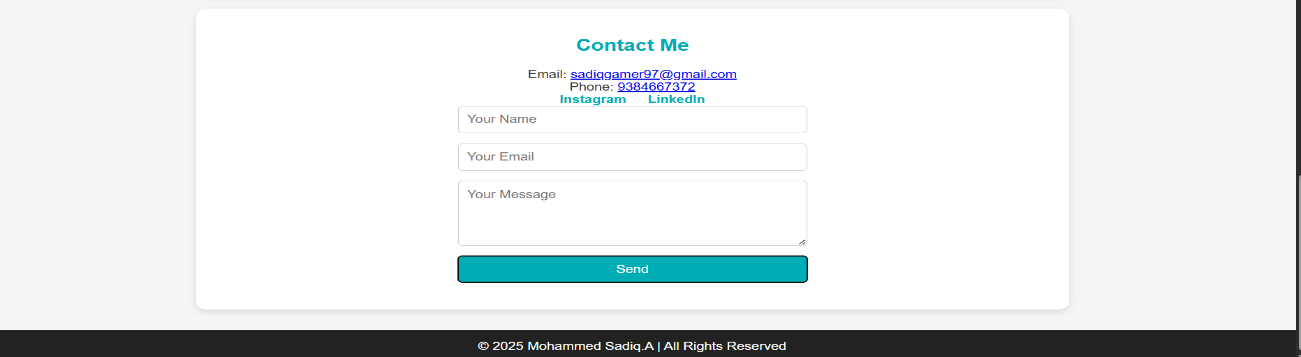 Contact Me
Email: sadiqgamer97@gmail.com
Phone: 9384667372
Instagram LinkedIn
Your Name
Your Email
Your Message
Send
© 2025 Mohammed Sadiq.A | All Rights Reserved